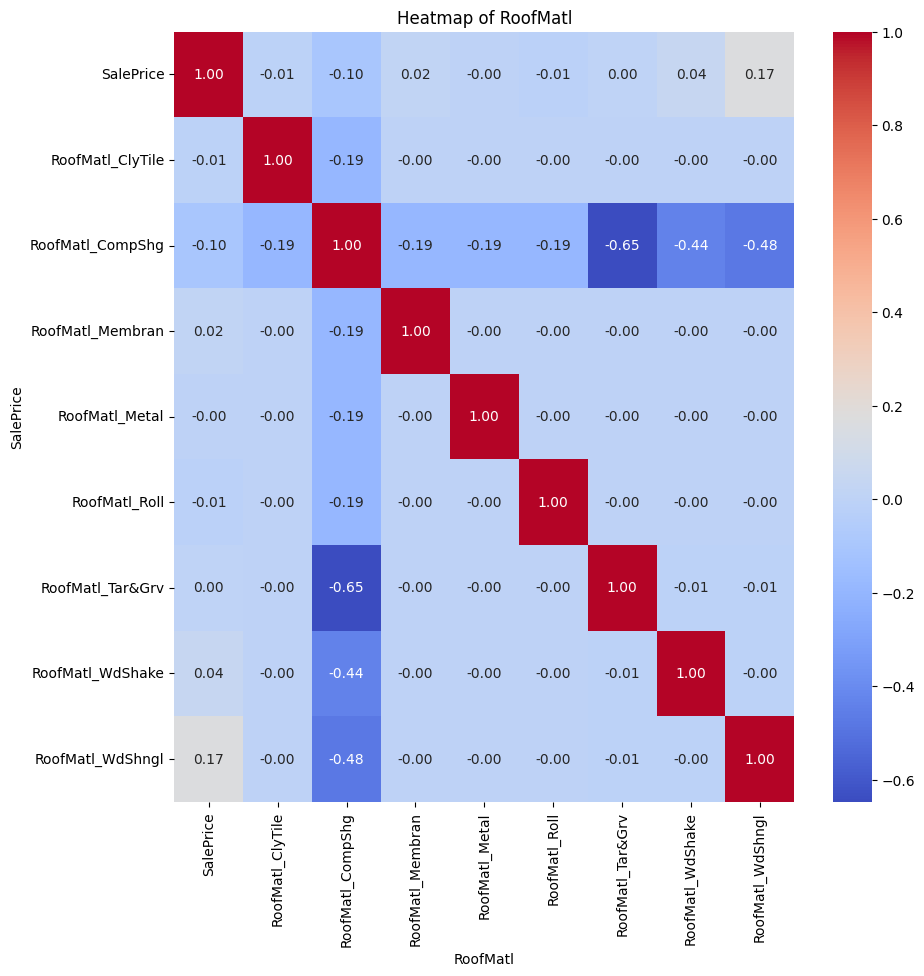 Heatmap of RoofMatl
SalePrice 1.00 -0.01 -0.10 0.02 -0.00 -0.01 0.00 0.04 0.17
RoofMatl_ClyTile -0.01 1.00 -0.19 -0.00 -0.00 -0.00 -0.00 -0.00 -0.00
RoofMatl_CompShg -0.10 -0.19 1.00 -0.19 -0.19 -0.19 -0.65 -0.44 -0.48
RoofMatl_Membran 0.02 -0.00 -0.19 1.00 -0.00 -0.00 -0.00 -0.00 -0.00
RoofMatl_Metal -0.00 -0.00 -0.19 -0.00 1.00 -0.00 -0.00 -0.00 -0.00
RoofMatl_Roll -0.01 -0.00 -0.19 -0.00 -0.00 1.00 -0.00 -0.00 -0.00
RoofMatl_Tar&Grv 0.00 -0.00 -0.65 -0.00 -0.00 -0.00 1.00 -0.01 -0.01
RoofMatl_WdShake 0.04 -0.00 -0.44 -0.00 -0.00 -0.00 -0.01 1.00 -0.00
RoofMatl_WdShngl 0.17 -0.00 -0.48 -0.00 -0.00 -0.00 -0.01 -0.00 1.00
SalePrice
SalePrice
RoofMatl_ClyTile
RoofMatl_CompShg
RoofMatl_Membran
RoofMatl_Metal
RoofMatl_Roll
RoofMatl_Tar&Grv
RoofMatl_WdShake
RoofMatl_WdShngl
RoofMatl
1.0
0.8
0.6
0.4
0.2
0.0
−0.2
−0.4
−0.6